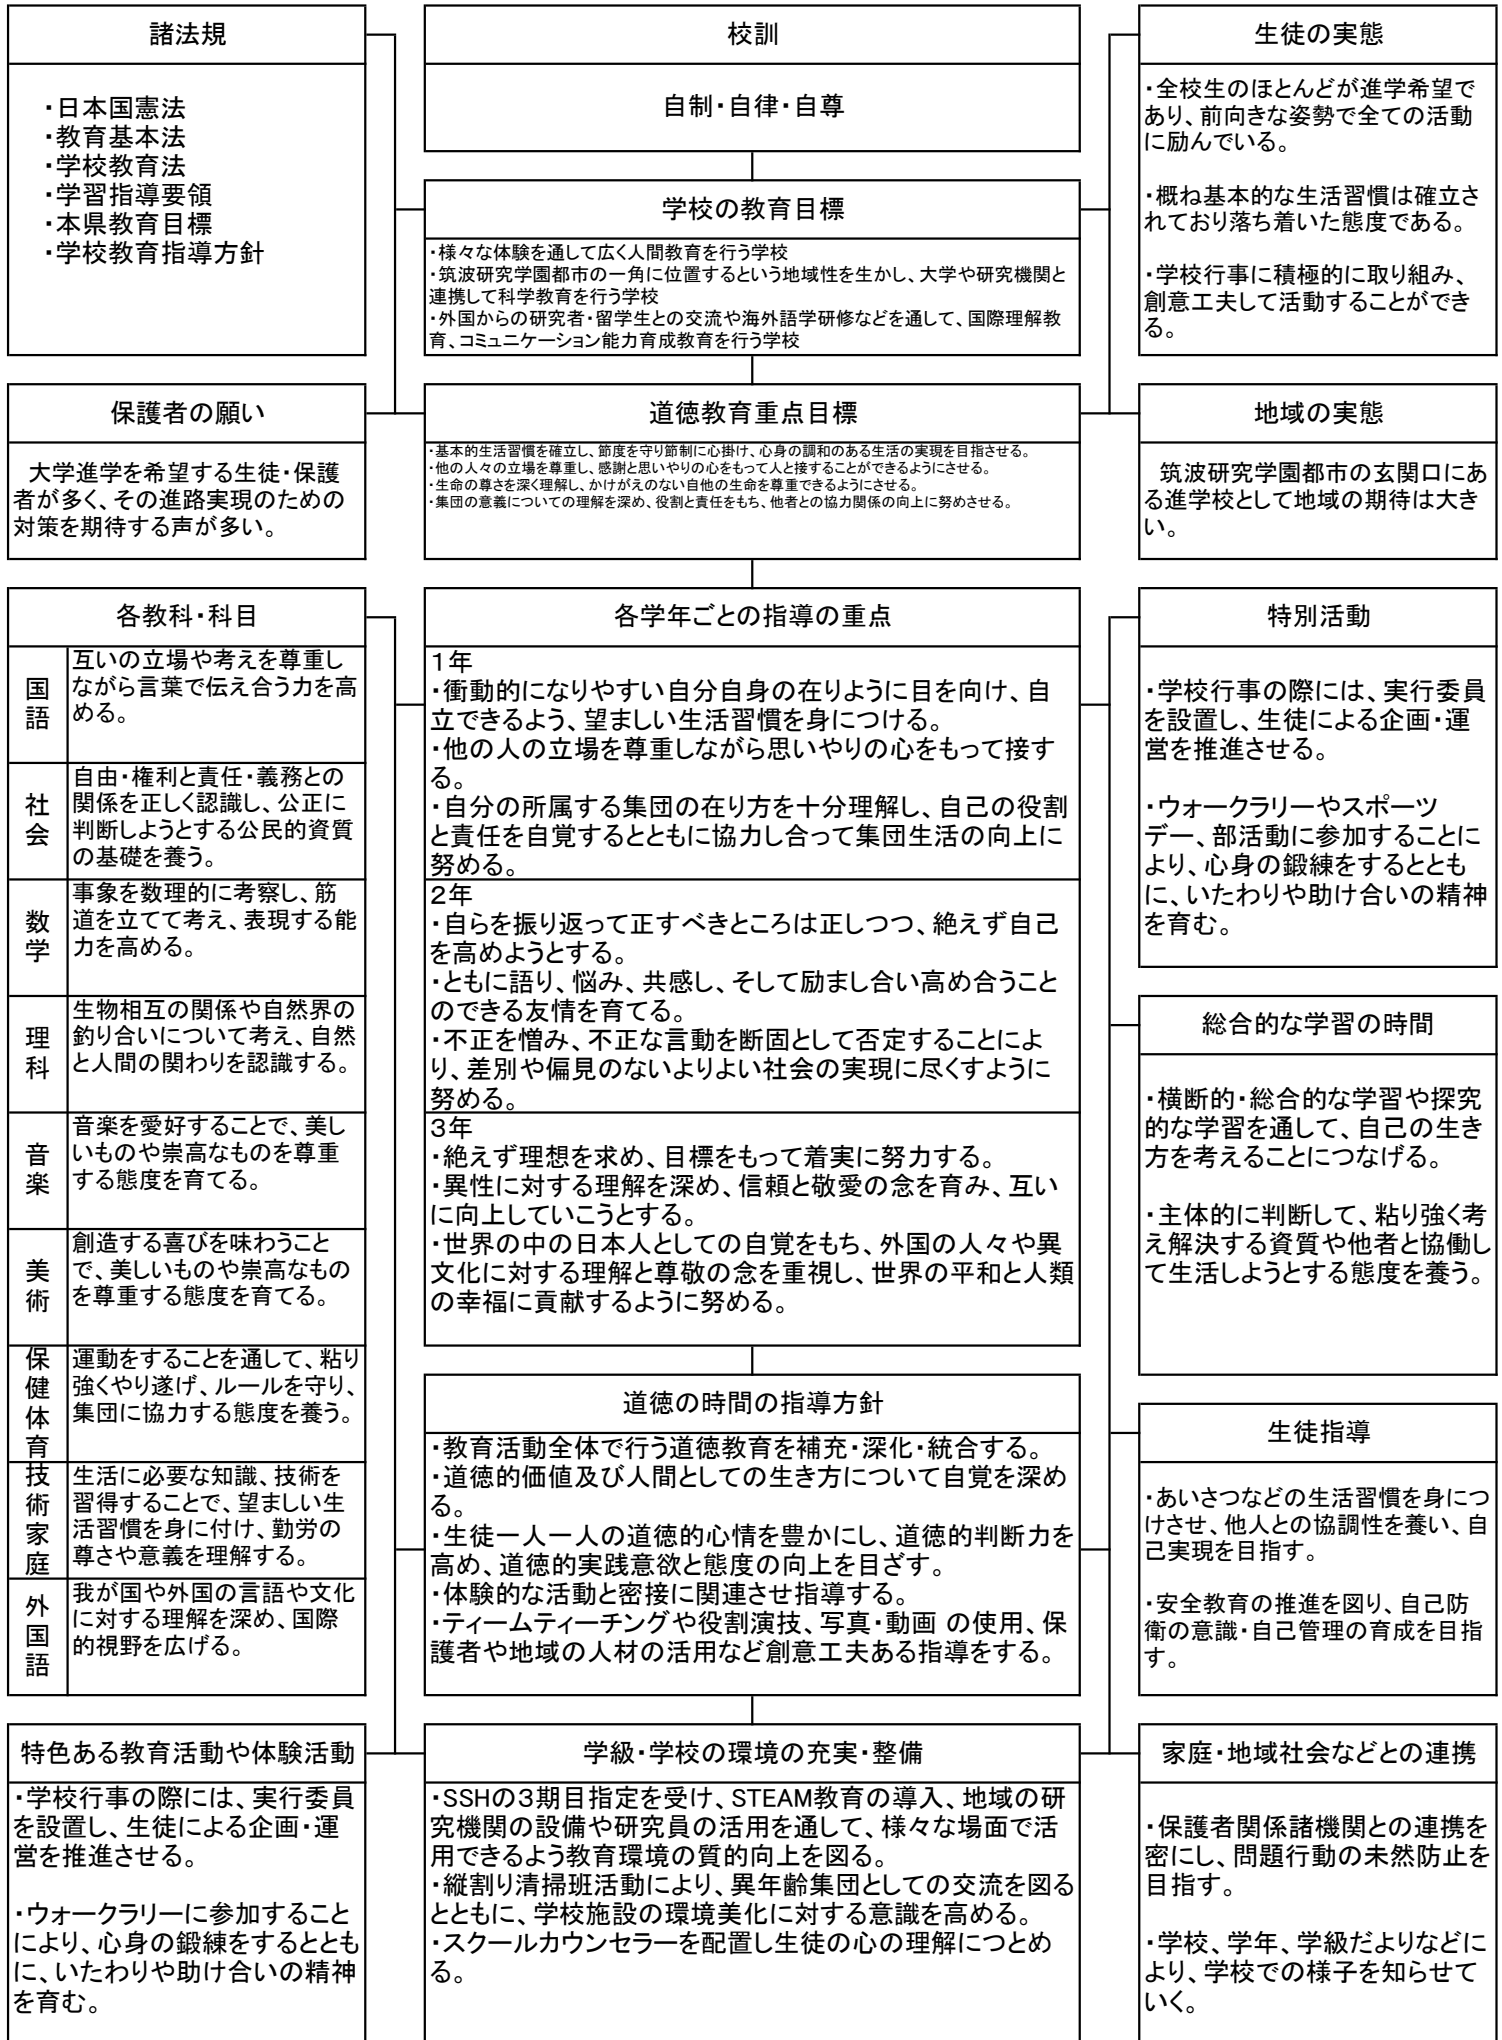 諸法規
・日本国憲法
・教育基本法
・学校教育法
・学習指導要領
・本県教育目標
・学校教育指導方針
校訓
自制・自律・自尊
学校の教育目標
・様々な体験を通して広く人間教育を行う学校
・筑波研究学園都市の一角に位置するという地域性を生かし、大学や研究機関と
連携して科学教育を行う学校
・外国からの研究者・留学生との交流や海外語学研修などを通して、国際理解教
育、コミュニケーション能力育成教育を行う学校
生徒の実態
・全校生のほとんどが進学希望で
あり、前向きな姿勢で全ての活動
に励んでいる。
・概ね基本的な生活習慣は確立さ
れており落ち着いた態度である。
・学校行事に積極的に取り組み、
創意工夫して活動することができ
る。
保護者の願い
大学進学を希望する生徒・保護
者が多く、その進路実現のための
対策を期待する声が多い。
道徳教育重点目標
・基本的生活習慣を確立し、節度を守り節制に心掛け、心身の調和のある生活の実現を目指させる。
・他の人々の立場を尊重し、感謝と思いやりの心をもって人と接することができるようにさせる。
・生命の尊さを深く理解し、かけがえのない自他の生命を尊重できるようにさせる。
・集団の意義についての理解を深め、役割と責任をもち、他者との協力関係の向上に努めさせる。
地域の実態
筑波研究学園都市の玄関口にあ
る進学校として地域の期待は大き
い。
各教科・科目
国語
互いの立場や考えを尊重し
ながら言葉で伝え合う力を高
める。
社会
自由・権利と責任・義務との
関係を正しく認識し、公正に
判断しようとする公民的資質
の基礎を養う。
数学
事象を数理的に考察し、筋
道を立てて考え、表現する能
力を高める。
理科
生物相互の関係や自然界の
釣り合いについて考え、自然
と人間の関わりを認識する。
音楽
音楽を愛好することで、美し
いものや崇高なものを尊重
する態度を育てる。
美術
創造する喜びを味わうこと
で、美しいものや崇高なもの
を尊重する態度を育てる。
保健体育
運動をすることを通して、粘り
強くやり遂げ、ルールを守り、
集団に協力する態度を養う。
技術家庭
生活に必要な知識、技術を
習得することで、望ましい生
活習慣を身に付け、勤労の
尊さや意義を理解する。
外国語
我が国や外国の言語や文化
に対する理解を深め、国際
的視野を広げる。
各学年ごとの指導の重点
1年
・衝動的になりやすい自分自身の在りように目を向け、自
立できるよう、望ましい生活習慣を身につける。
・他の人の立場を尊重しながら思いやりの心をもって接す
る。
・自分の所属する集団の在り方を十分理解し、自己の役割
と責任を自覚するとともに協力し合って集団生活の向上に
努める。
2年
・自らを振り返って正すべきところは正しつつ、絶えず自己
を高めようとする。
・ともに語り、悩み、共感し、そして励まし合い高め合うこと
のできる友情を育てる。
・不正を憎み、不正な言動を断固として否定することによ
り、差別や偏見のないよりよい社会の実現に尽くすように
努める。
3年
・絶えず理想を求め、目標をもって着実に努力する。
・異性に対する理解を深め、信頼と敬愛の念を育み、互い
に向上していこうとする。
・世界の中の日本人としての自覚をもち、外国の人々や異
文化に対する理解と尊敬の念を重視し、世界の平和と人類
の幸福に貢献するように努める。
道徳の時間の指導方針
・教育活動全体で行う道徳教育を補充・深化・統合する。
・道徳的価値及び人間としての生き方について自覚を深め
る。
・生徒一人一人の道徳的心情を豊かにし、道徳的判断力を
高め、道徳的実践意欲と態度の向上を目ざす。
・体験的な活動と密接に関連させ指導する。
・ティームティーチングや役割演技、写真・動画 の使用、保
護者や地域の人材の活用など創意工夫ある指導をする。
特別活動
・学校行事の際には、実行委員
を設置し、生徒による企画・運
営を推進させる。
・ウォークラリーやスポーツ
デー、部活動に参加することに
より、心身の鍛練をするととも
に、いたわりや助け合いの精神
を育む。
総合的な学習の時間
・横断的・総合的な学習や探究
的な学習を通して、自己の生き
方を考えることにつなげる。
・主体的に判断して、粘り強く考
え解決する資質や他者と協働し
て生活しようとする態度を養う。
生徒指導
・あいさつなどの生活習慣を身につ
けさせ、他人との協調性を養い、自
己実現を目指す。
・安全教育の推進を図り、自己防
衛の意識・自己管理の育成を目指
す。
特色ある教育活動や体験活動
・学校行事の際には、実行委員
を設置し、生徒による企画・運
営を推進させる。
・ウォークラリーに参加すること
により、心身の鍛練をするととも
に、いたわりや助け合いの精神
を育む。
学級・学校の環境の充実・整備
・SSHの3期目指定を受け、STEAM教育の導入、地域の研
究機関の設備や研究員の活用を通して、様々な場面で活
用できるよう教育環境の質的向上を図る。
・縦割り清掃班活動により、異年齢集団としての交流を図る
とともに、学校施設の環境美化に対する意識を高める。
・スクールカウンセラーを配置し生徒の心の理解につとめ
る。
家庭・地域社会などとの連携
・保護者関係諸機関との連携を
密にし、問題行動の未然防止を
目指す。
・学校、学年、学級だよりなどに
より、学校での様子を知らせて
いく。